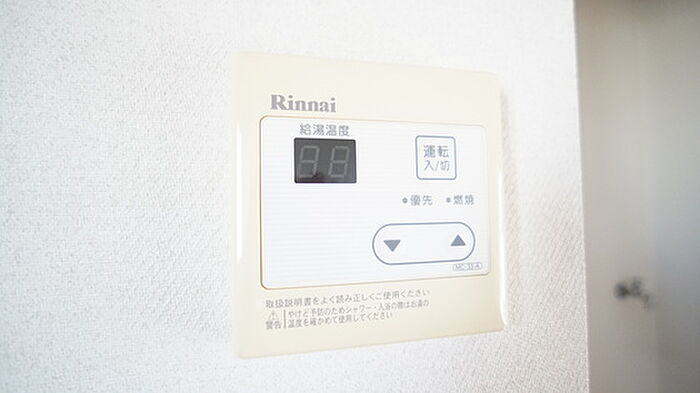 Rinnai
給湯温度
88
運転
入/切
優先
燃焼
MC-33-A
取扱説明書をよく読み正しくご使用ください
警告
やけど予防のためシャワー・入浴の際はお湯の
温度を確かめて使用してください